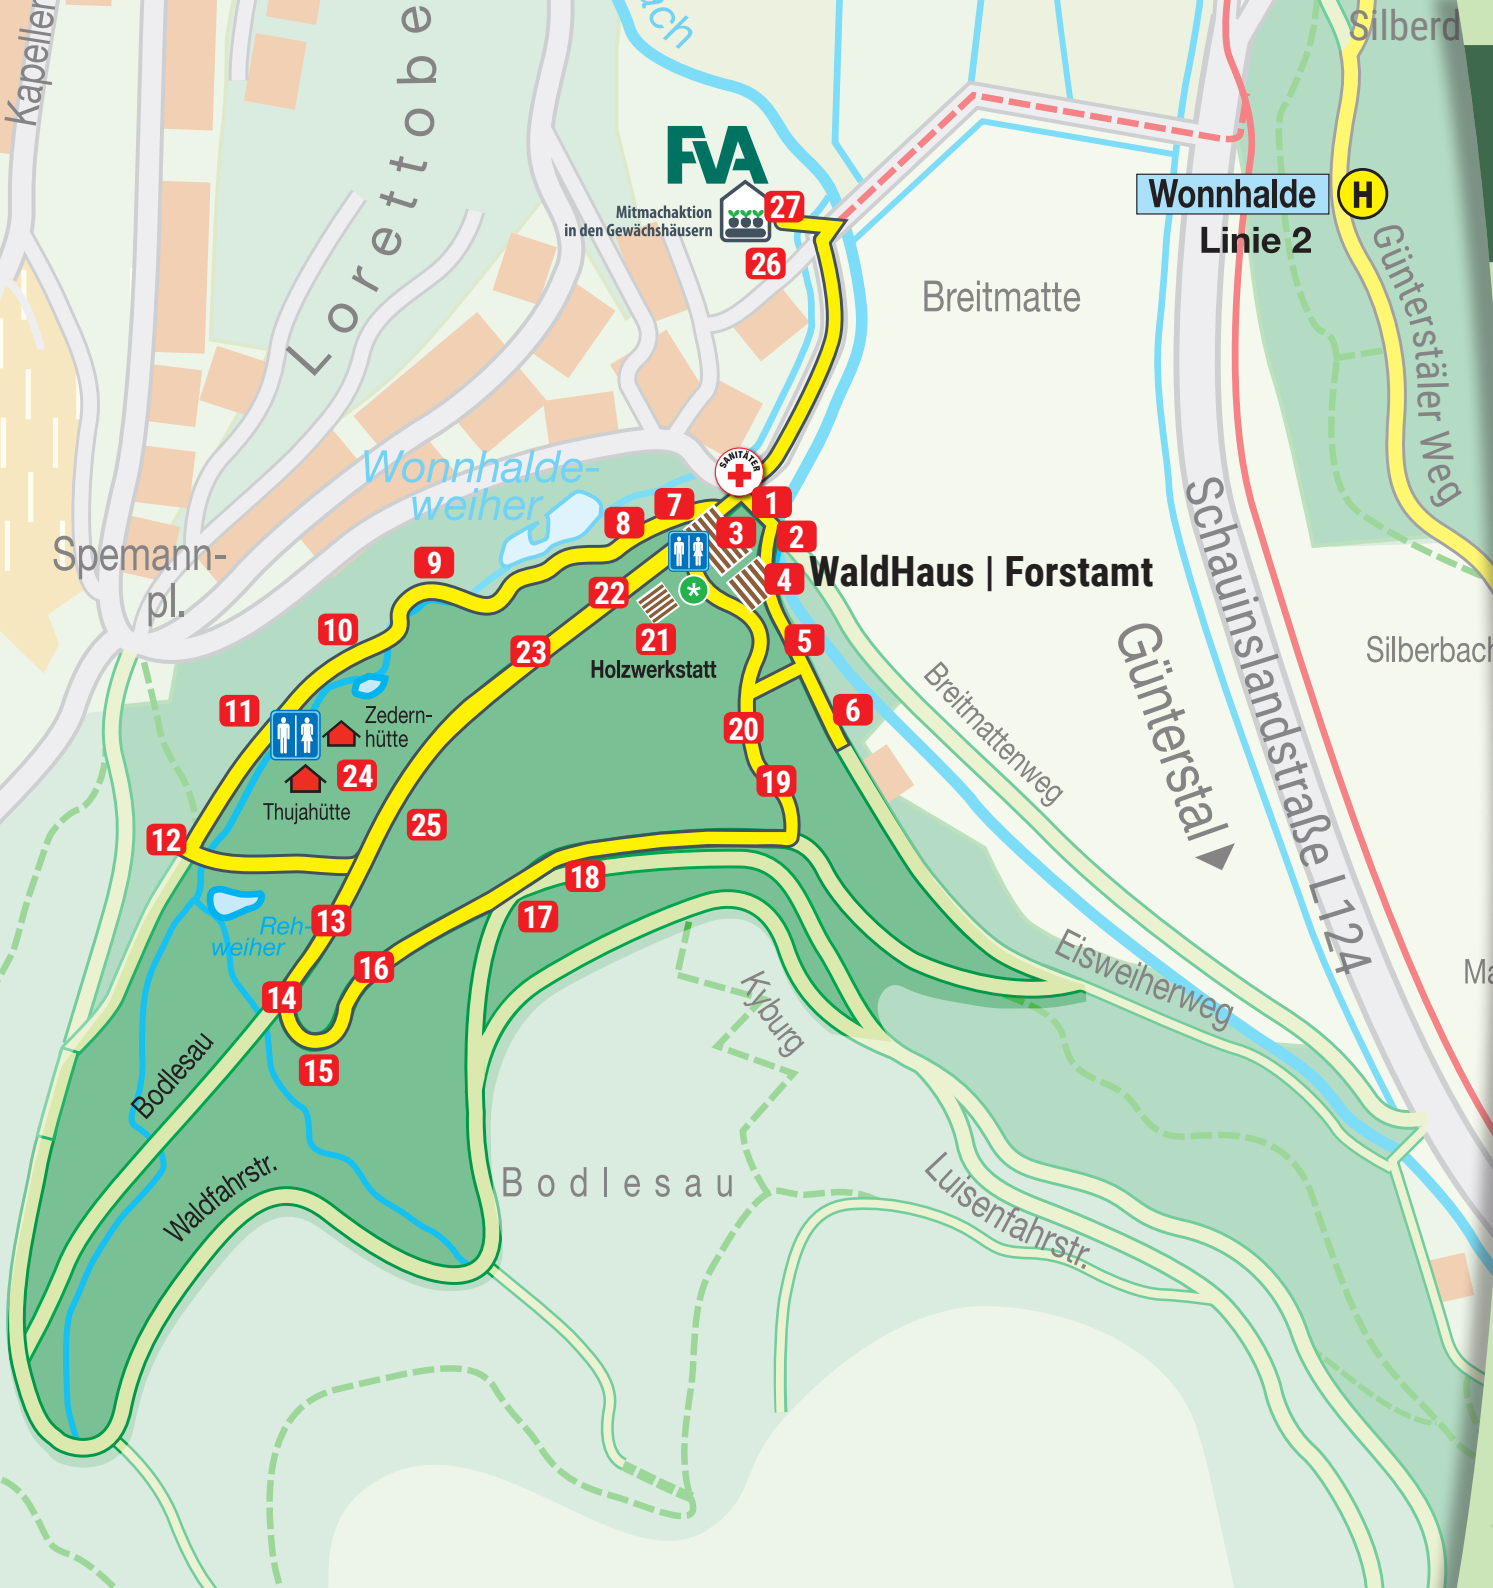 Kapeller
Lorettobe
ach
Silberd
FVA
Mitmachaktion
in den Gewächshäusern
27
26
Wonnhalde
H
Linie 2
Breitmatte
Günterstäler Weg
SANITÄTER
Wonnhalde-
weiher
Spemann-
pl.
7
1
8
3
2
9
4
WaldHaus | Forstamt
22
*
21
Holzwerkstatt
10
23
5
6
11
Zedern-
hütte
24
Thujahütte
20
19
25
12
Breitmattenweg
Günterstal
Schauinslandstraße L124
Silberbach
18
17
13
Reh-
weiher
16
14
15
Eisweiherweg
Ma
Kyburg
Bodlesau
Waldfahrstr.
Bodlesau
Luisenfahrstr.